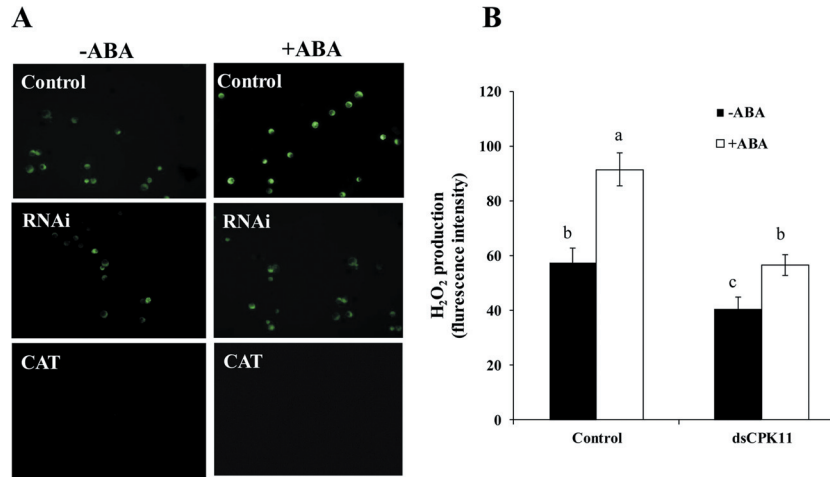 A
-ABA
+ABA
Control
RNAi
RNAi
CAT
CAT
B
120
100
80
60
40
20
0
H₂O₂ production
(flurescence intensity)
-ABA
+ABA
a
b
b
c
Control
dsCPK11